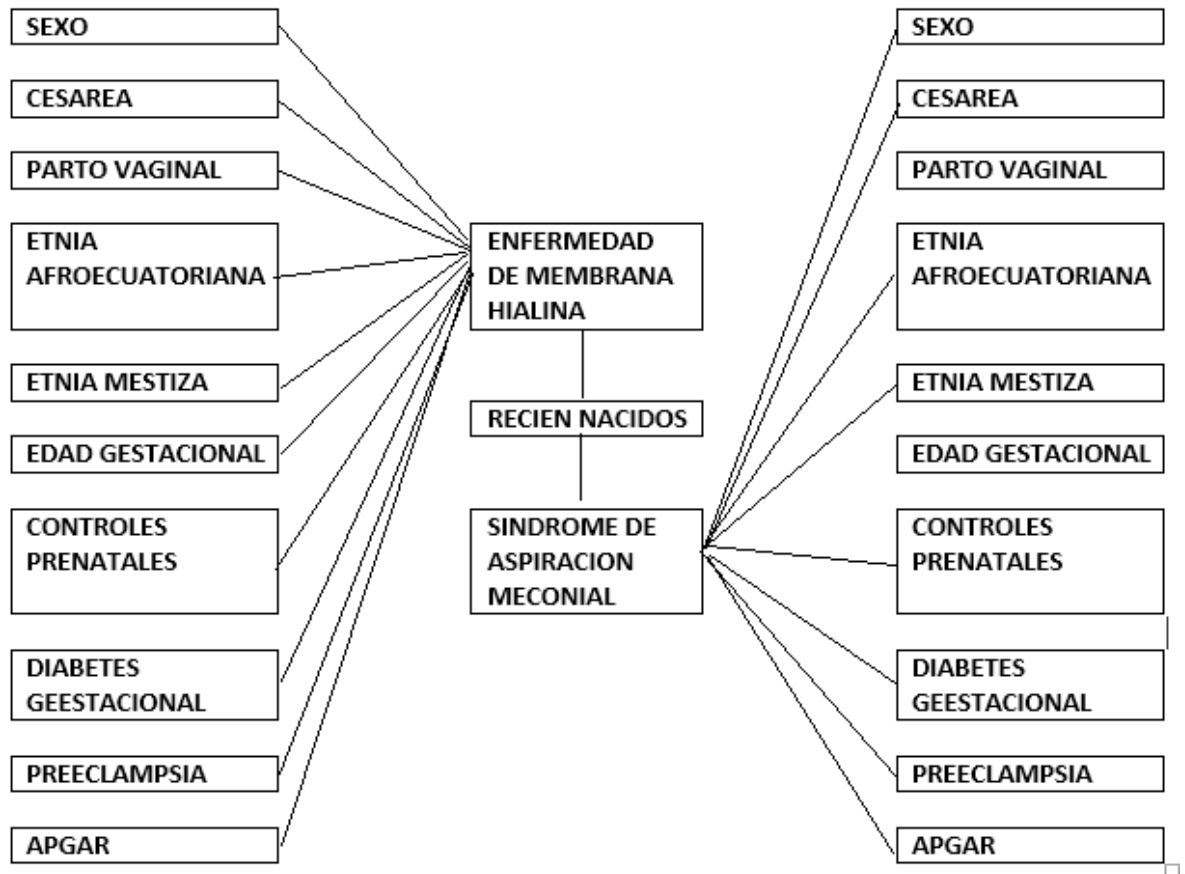 SEXO
CESAREA
PARTO VAGINAL
ETNIA
AFROECUATORIANA
ETNIA MESTIZA
EDAD GESTACIONAL
CONTROLES
PRENATALES
DIABETES
GEESTACIONAL
PREECLAMPSIA
APGAR
ENFERMEDAD
DE MEMBRANA
HIALINA
RECIEN NACIDOS
SINDROME DE
ASPIRACION
MECONIAL
SEXO
CESAREA
PARTO VAGINAL
ETNIA
AFROECUATORIANA
ETNIA MESTIZA
EDAD GESTACIONAL
CONTROLES
PRENATALES
DIABETES
GEESTACIONAL
PREECLAMPSIA
APGAR